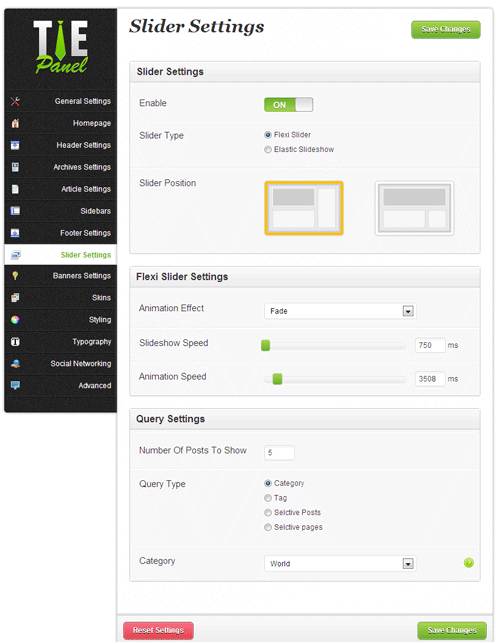 TIE
Panel
General Settings
Homepage
Header Settings
Archives Settings
Article Settings
Sidebars
Footer Settings
Slider Settings
Banners Settings
Skins
Styling
Typography
Social Networking
Advanced
Slider Settings
Save Changes
Slider Settings
Enable
ON
Slider Type
Flexi Slider
Elastic Slideshow
Slider Position
Flexi Slider Settings
Animation Effect
Fade
Slideshow Speed
750 ms
Animation Speed
3508 ms
Query Settings
Number Of Posts To Show
5
Query Type
Category
Tag
Selctive Posts
Selctive pages
Category
World
Reset Settings
Save Changes